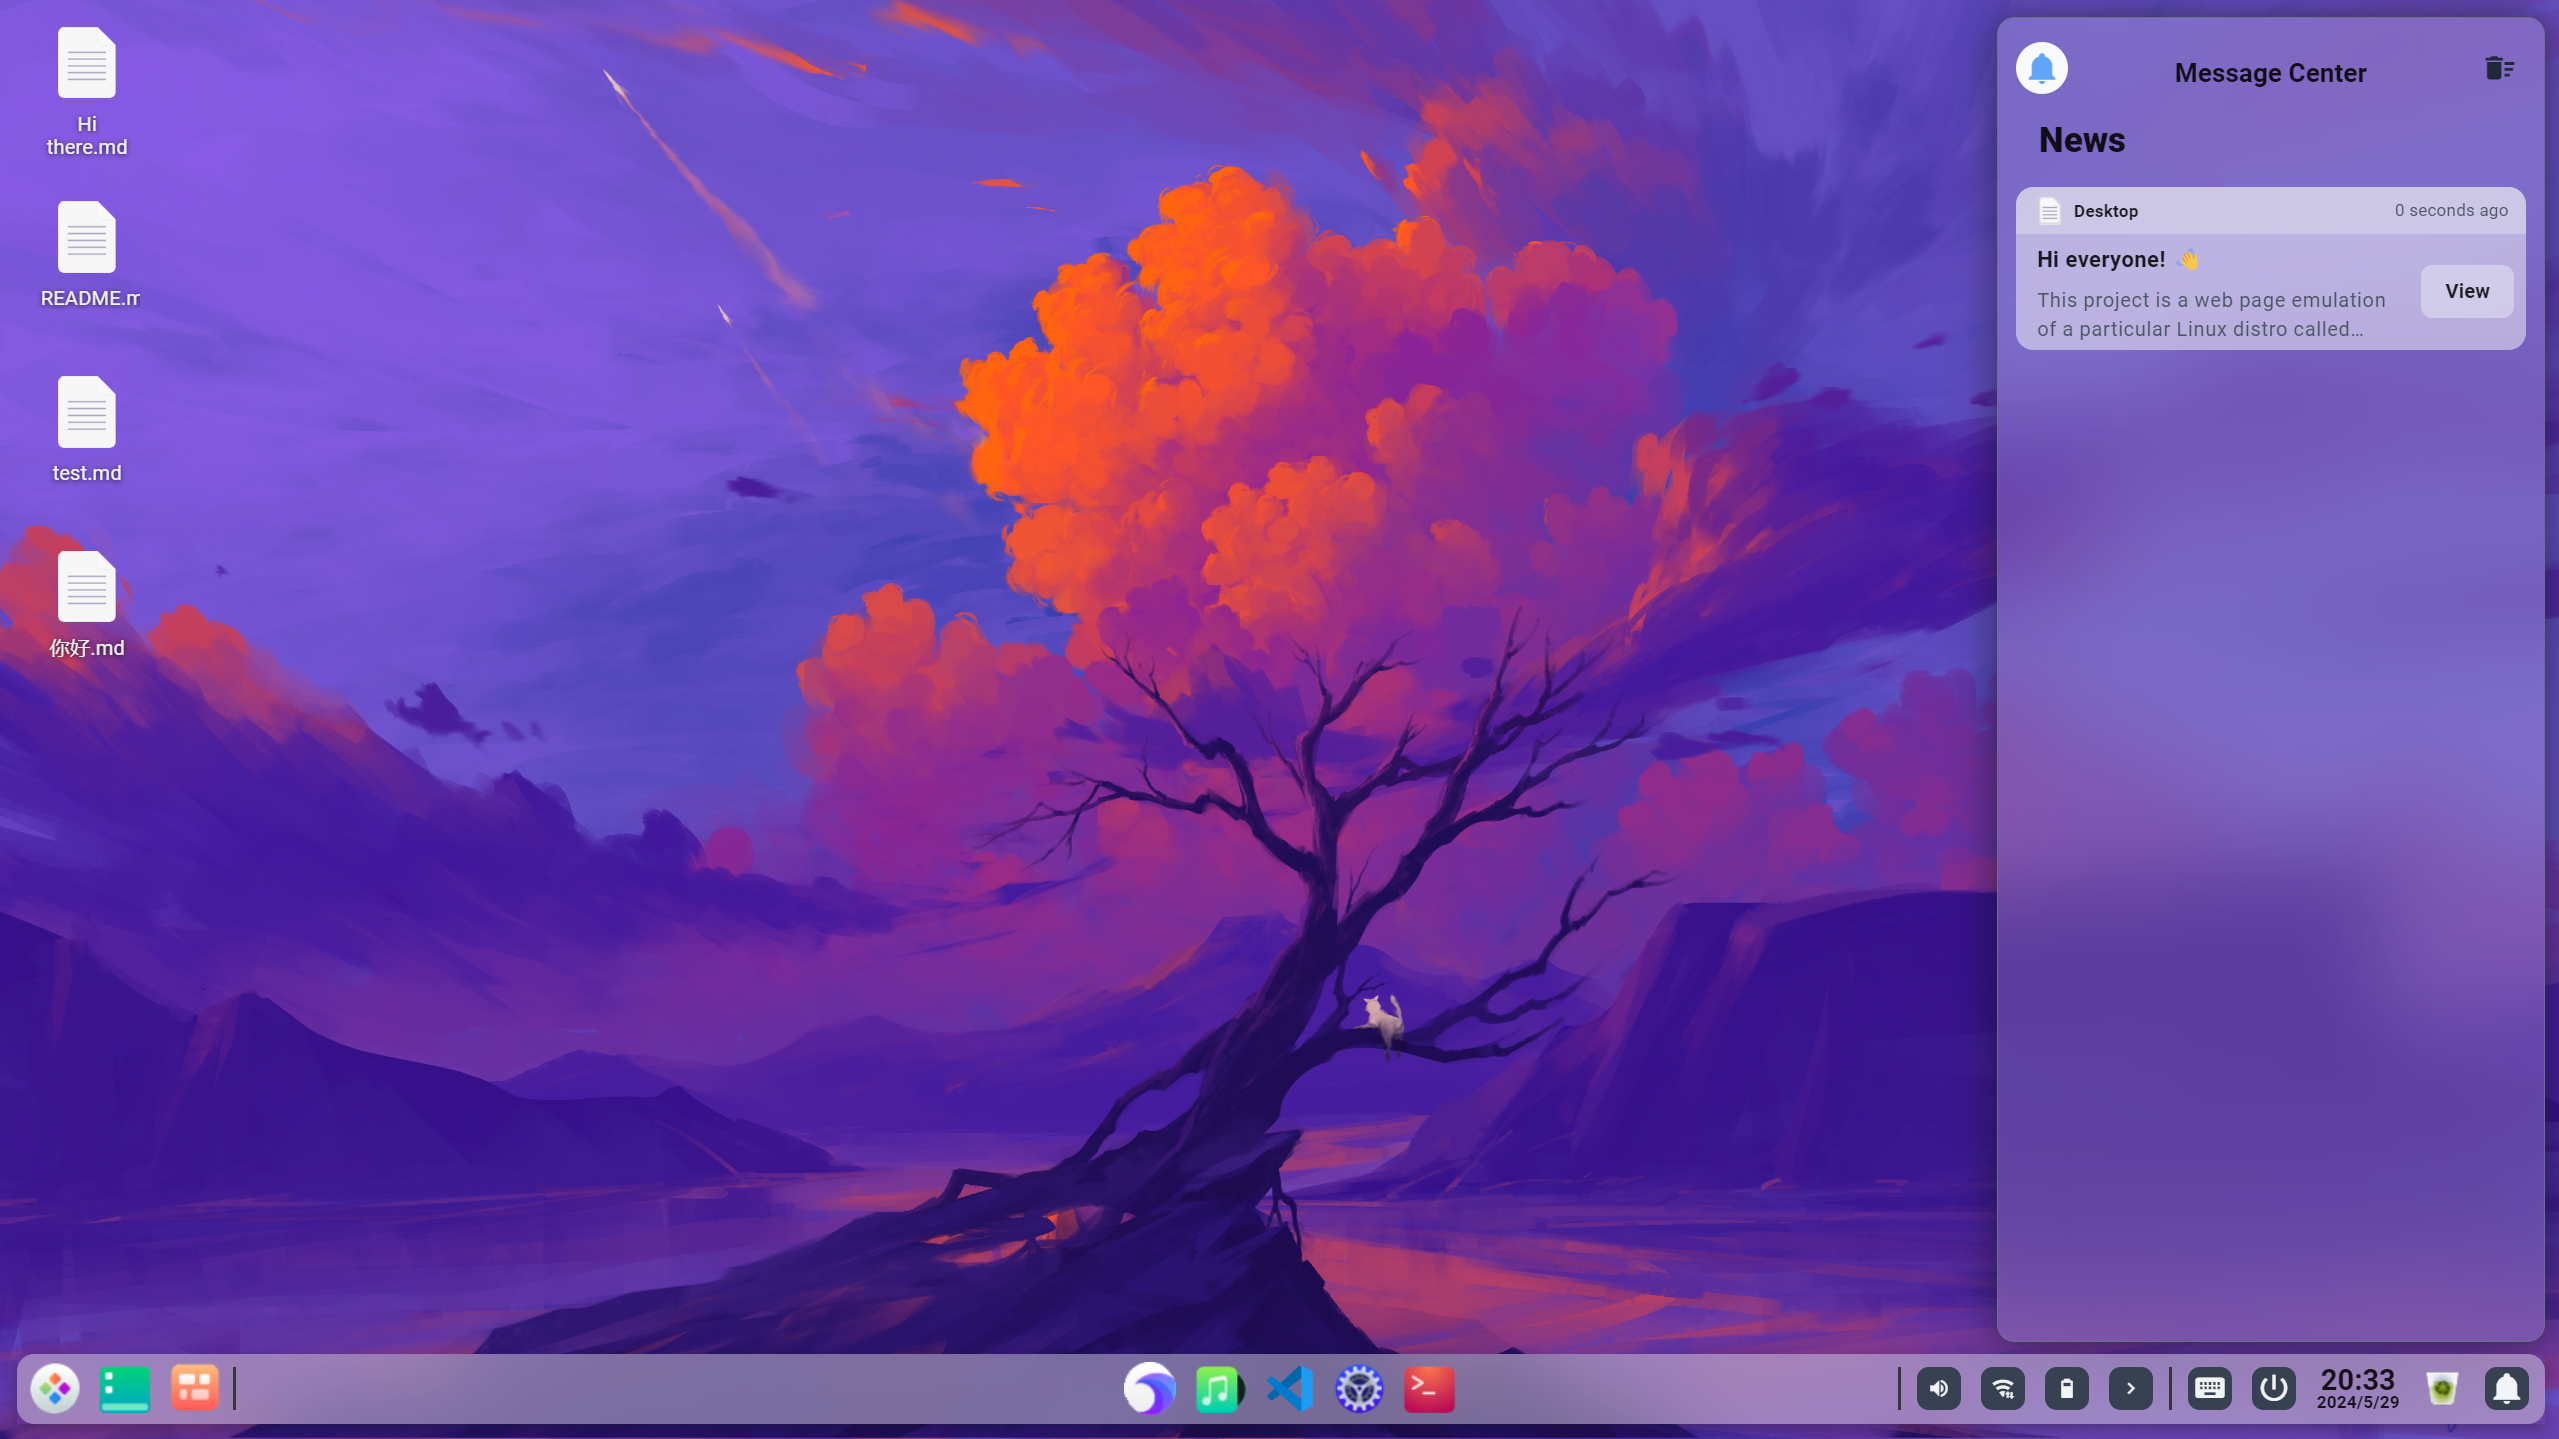 Hi
there.md
README.m
test.md
你好.md
Message Center
News
Desktop
0 seconds ago
Hi everyone! 👋
This project is a web page emulation
of a particular Linux distro called…
View
20:33
2024/5/29